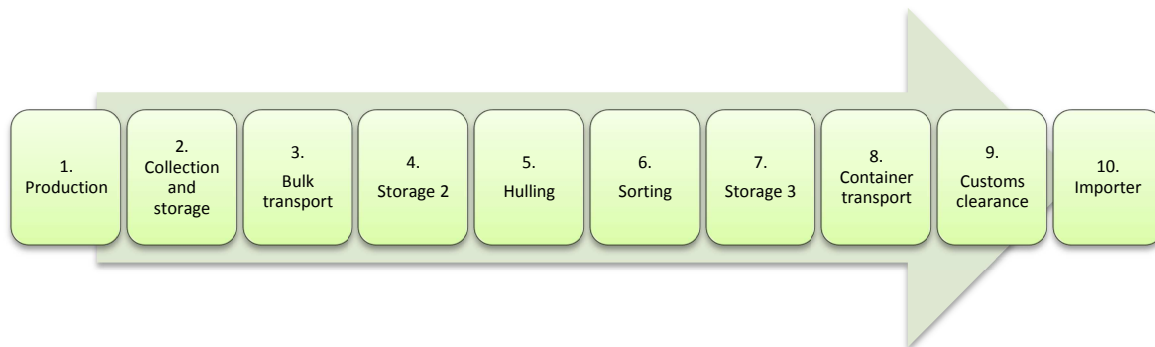 1.
Production
2.
Collection
and
storage
3.
Bulk
transport
4.
Storage 2
5.
Hulling
6.
Sorting
7.
Storage 3
8.
Container
transport
9.
Customs
clearance
10.
Importer